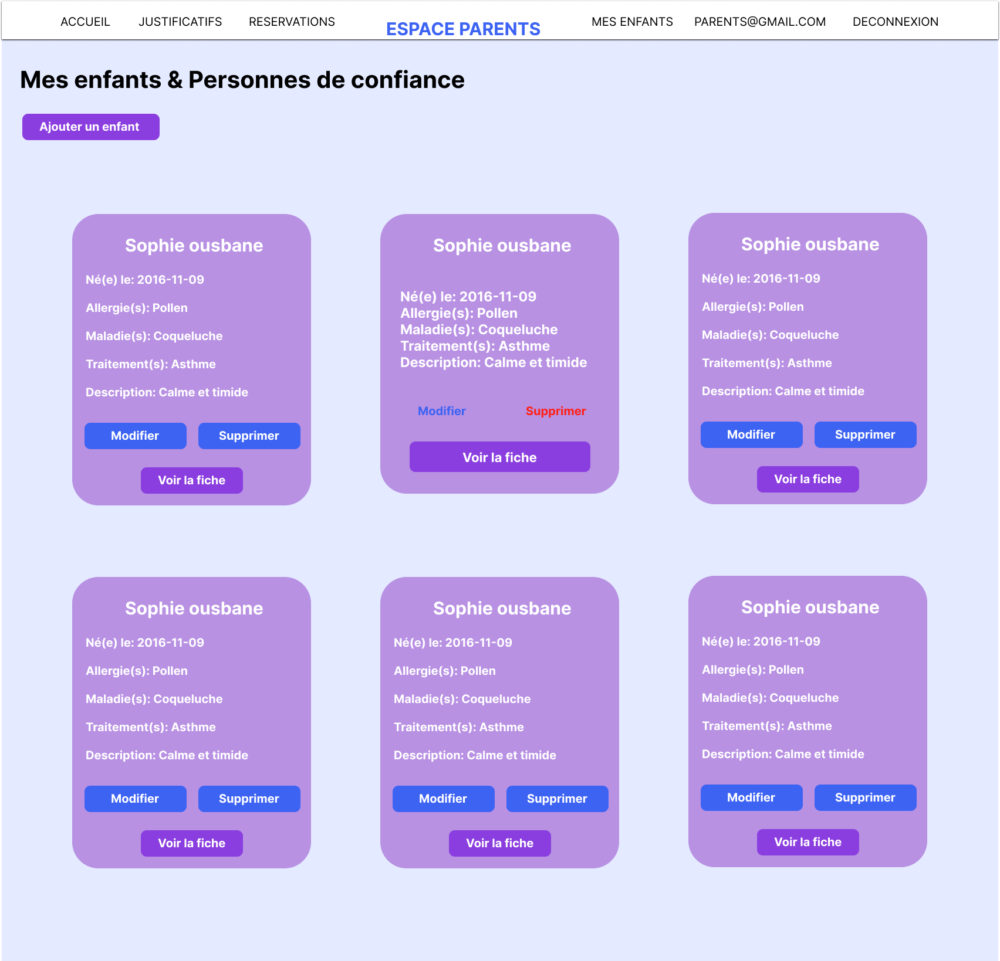 ACCUEIL JUSTIFICATIFS RESERVATIONS ESPACE PARENTS MES ENFANTS PARENTS@GMAIL.COM DECONNEXION
Mes enfants & Personnes de confiance
Ajouter un enfant
Sophie ousbane
Né(e) le: 2016-11-09
Allergie(s): Pollen
Maladie(s): Coqueluche
Traitement(s): Asthme
Description: Calme et timide
Modifier Supprimer
Voir la fiche
Sophie ousbane
Né(e) le: 2016-11-09
Allergie(s): Pollen
Maladie(s): Coqueluche
Traitement(s): Asthme
Description: Calme et timide
Modifier Supprimer
Voir la fiche
Sophie ousbane
Né(e) le: 2016-11-09
Allergie(s): Pollen
Maladie(s): Coqueluche
Traitement(s): Asthme
Description: Calme et timide
Modifier Supprimer
Voir la fiche
Sophie ousbane
Né(e) le: 2016-11-09
Allergie(s): Pollen
Maladie(s): Coqueluche
Traitement(s): Asthme
Description: Calme et timide
Modifier Supprimer
Voir la fiche
Sophie ousbane
Né(e) le: 2016-11-09
Allergie(s): Pollen
Maladie(s): Coqueluche
Traitement(s): Asthme
Description: Calme et timide
Modifier Supprimer
Voir la fiche
Sophie ousbane
Né(e) le: 2016-11-09
Allergie(s): Pollen
Maladie(s): Coqueluche
Traitement(s): Asthme
Description: Calme et timide
Modifier Supprimer
Voir la fiche